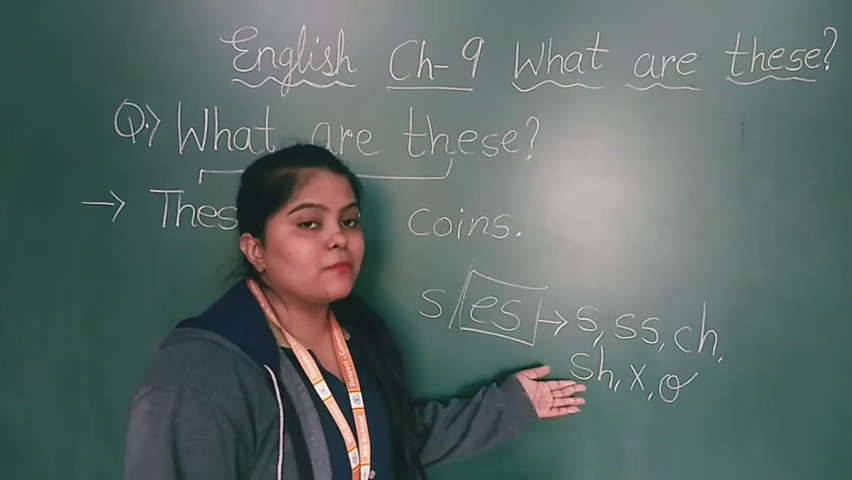 English Ch-9 What are these?
Q.> What are these?
→ Thes coins.
s/es → s, ss, ch,
sh, x, o